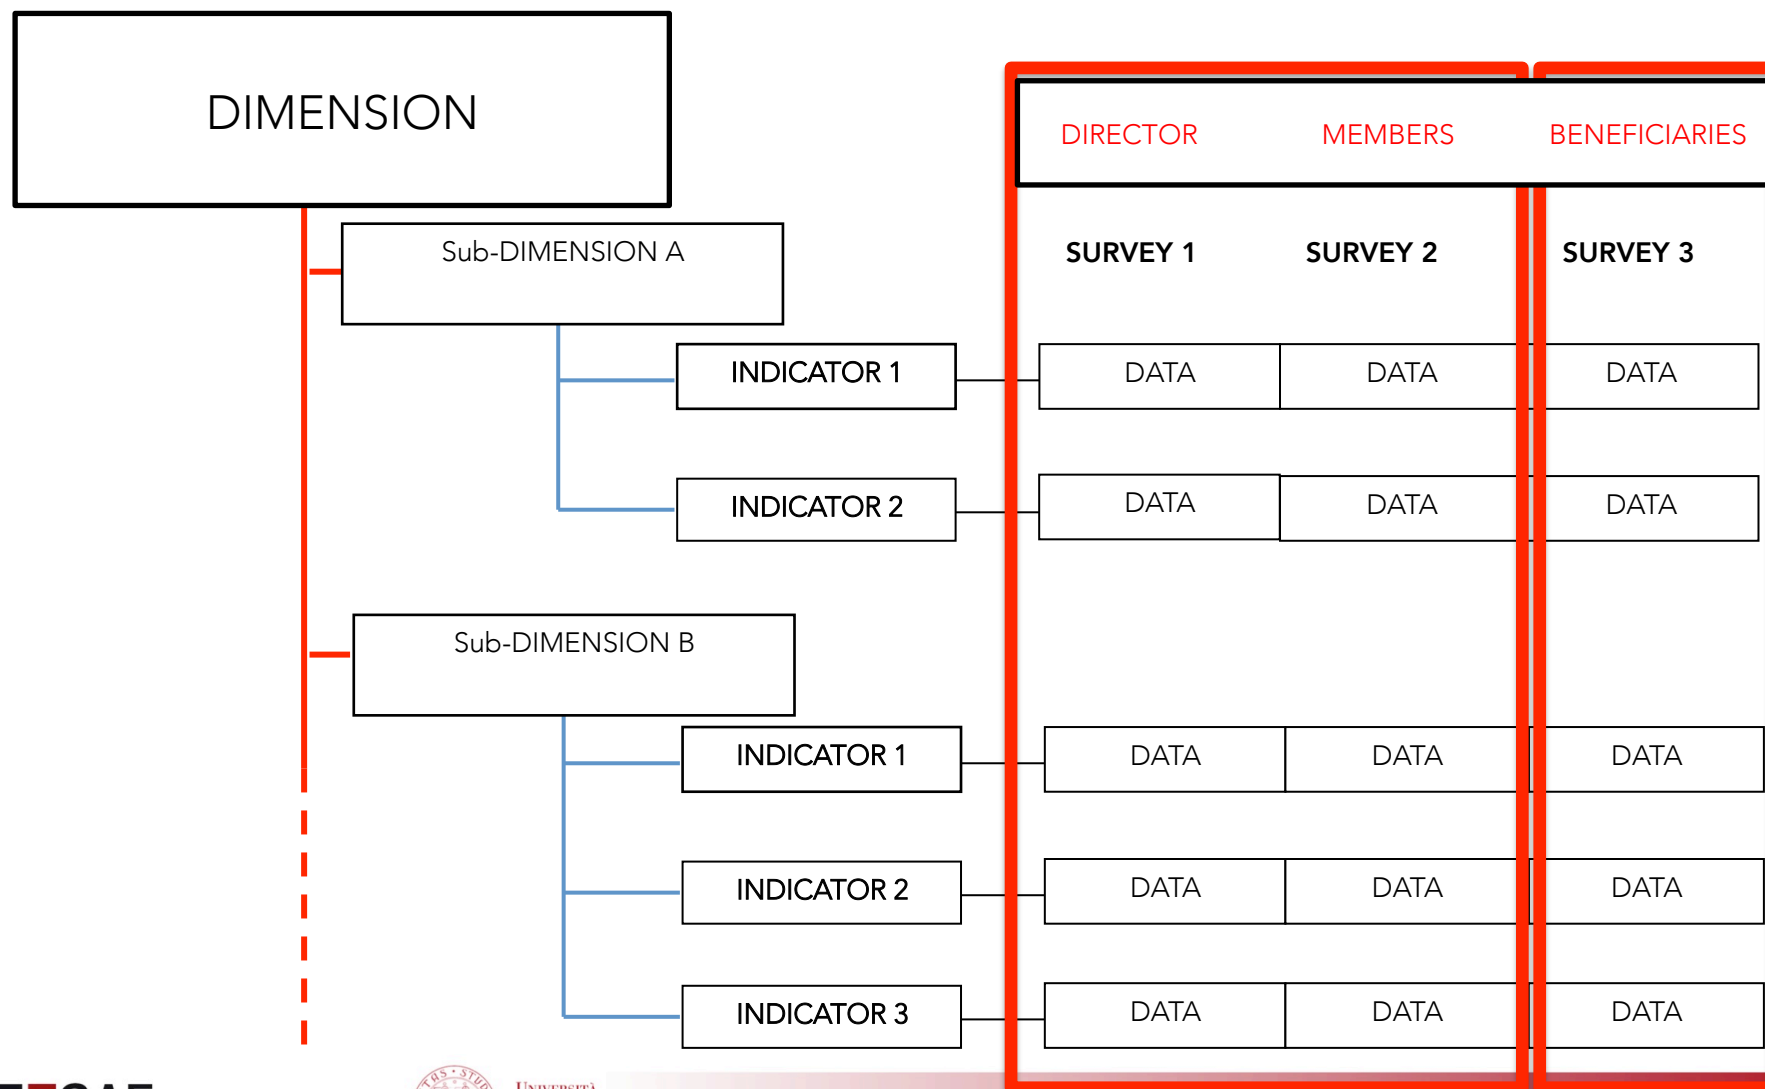 DIMENSION
DIRECTOR MEMBERS BENEFICIARIES
Sub-DIMENSION A
SURVEY 1 SURVEY 2 SURVEY 3
INDICATOR 1 DATA DATA DATA
INDICATOR 2 DATA DATA DATA
Sub-DIMENSION B
INDICATOR 1 DATA DATA DATA
INDICATOR 2 DATA DATA DATA
INDICATOR 3 DATA DATA DATA
UNIVERSITÀ